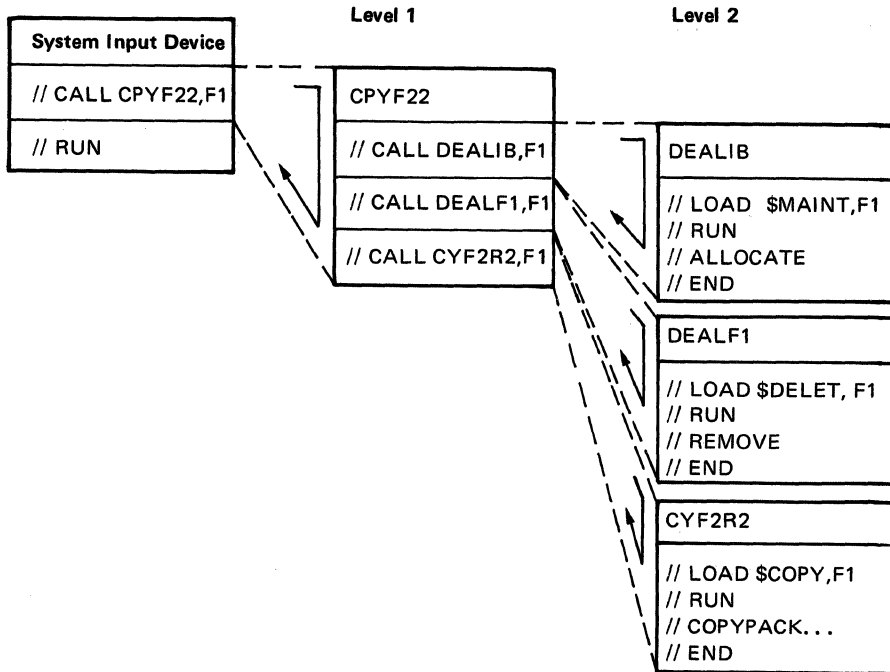 Level 1
Level 2
System Input Device
// CALL CPYF22,F1
// RUN
CPYF22
// CALL DEALIB,F1
// CALL DEALF1,F1
// CALL CYF2R2,F1
DEALIB
// LOAD $MAINT,F1
// RUN
// ALLOCATE
// END
DEALF1
// LOAD $DELET, F1
// RUN
// REMOVE
// END
CYF2R2
// LOAD $COPY,F1
// RUN
// COPYPACK...
// END